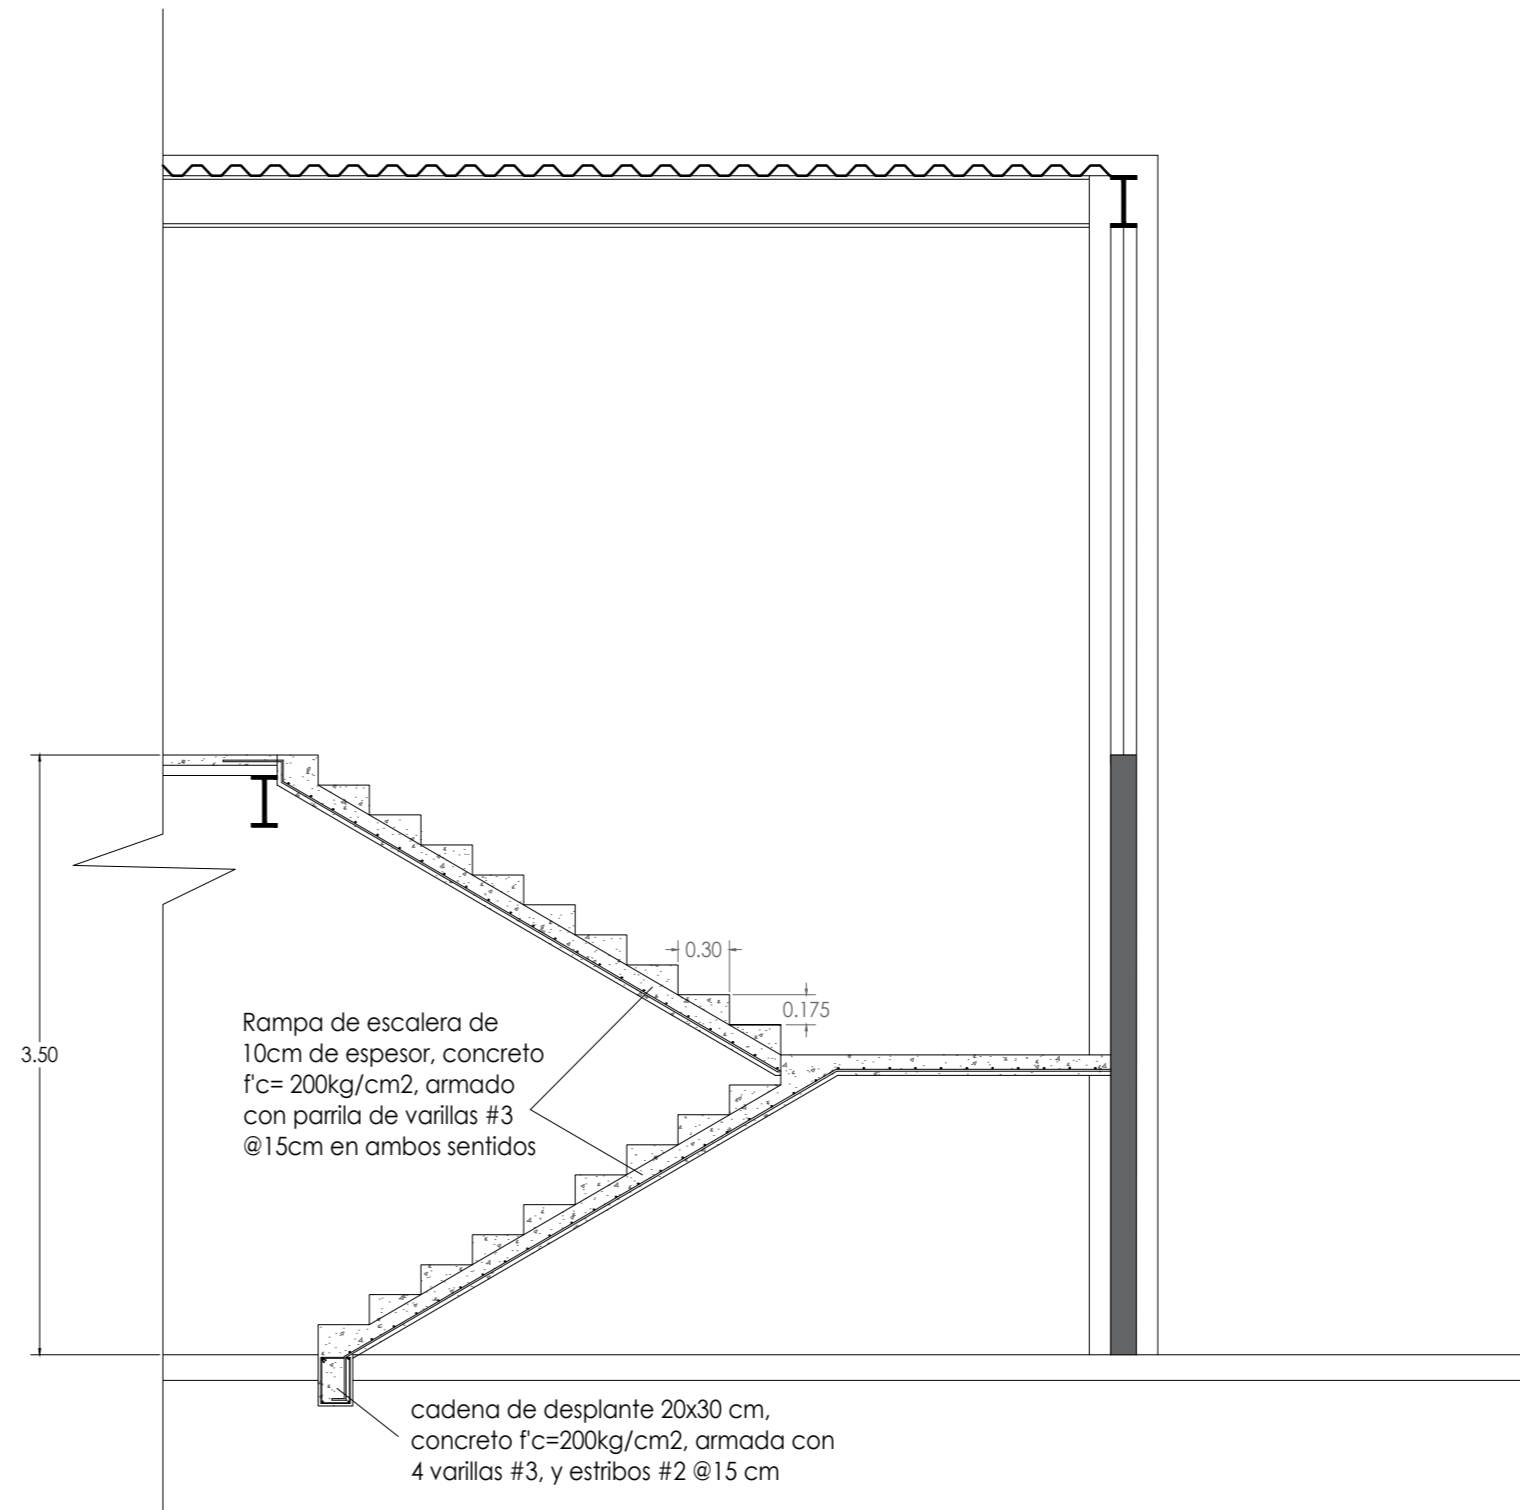 0.30
0.175
Rampa de escalera de
10cm de espesor, concreto
f'c= 200kg/cm2, armado
con parrila de varillas #3
@15cm en ambos sentidos
3.50
cadena de desplante 20x30 cm,
concreto f'c=200kg/cm2, armada con
4 varillas #3, y estribos #2 @15 cm